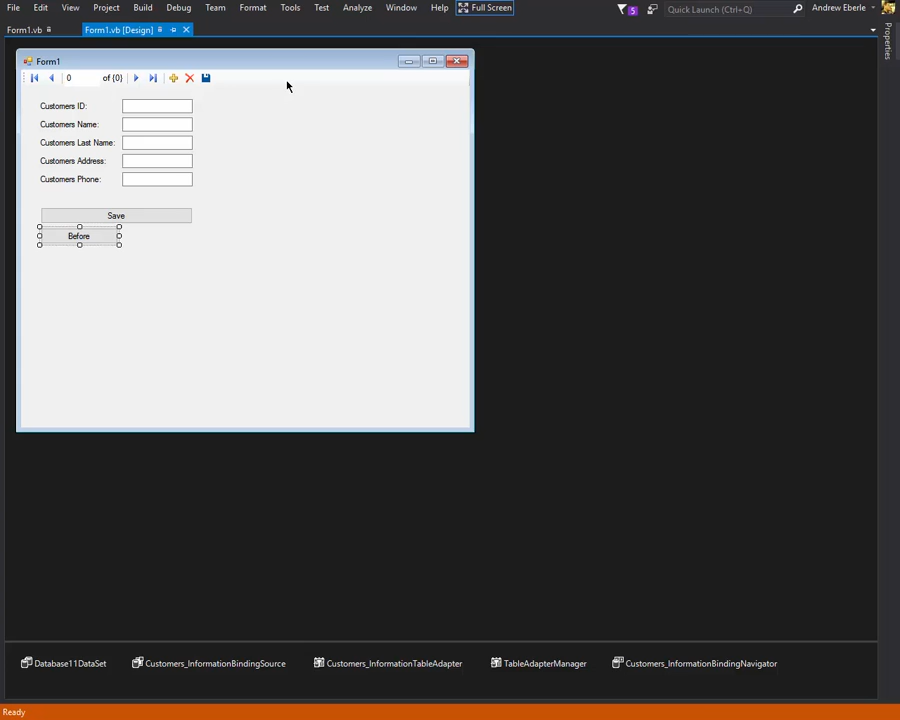 File Edit View Project Build Debug Team Format Tools Test Analyze Window Help Full Screen 5 Quick Launch (Ctrl+Q) Andrew Eberle
Form1.vb Form1.vb [Design]
Properties
Form1
0 of {0}
Customers ID:
Customers Name:
Customers Last Name:
Customers Address:
Customers Phone:
Save
Before
Database11DataSet Customers_InformationBindingSource Customers_InformationTableAdapter TableAdapterManager Customers_InformationBindingNavigator
Ready